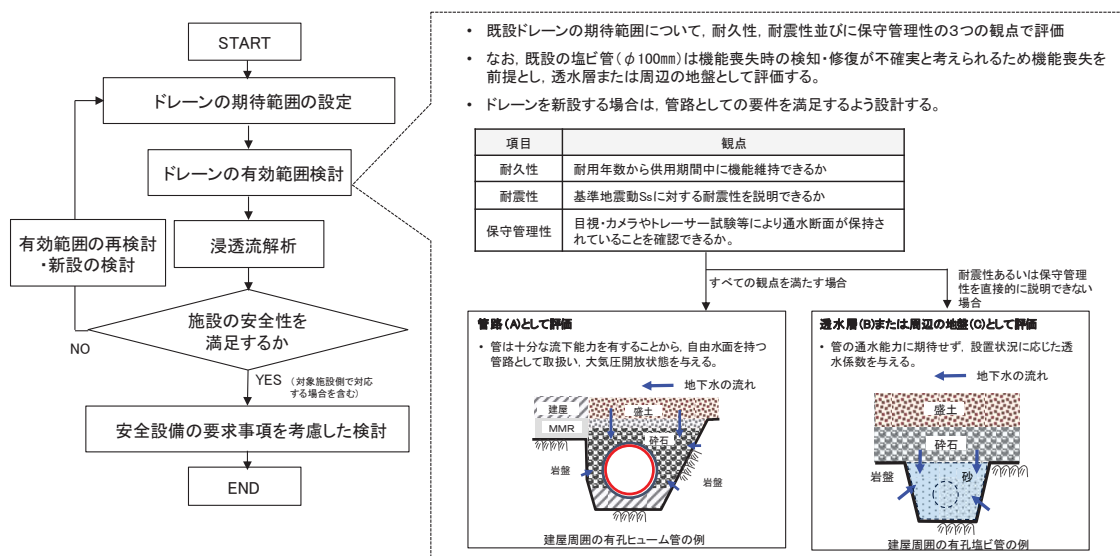 START
ドレーンの期待範囲の設定
ドレーンの有効範囲検討
浸透流解析
有効範囲の再検討
・新設の検討
施設の安全性を
満足するか
NO
YES
(対象施設側で対応
する場合を含む)
安全設備の要求事項を考慮した検討
END
• 既設ドレーンの期待範囲について,耐久性,耐震性並びに保守管理性の3つの観点で評価
• なお,既設の塩ビ管(φ100㎜)は機能喪失時の検知・修復が不確実と考えられるため機能喪失を
前提とし,透水層または周辺の地盤として評価する。
• ドレーンを新設する場合は,管路としての要件を満足するよう設計する。
項目 観点
耐久性 耐用年数から供用期間中に機能維持できるか
耐震性 基準地震動Ssに対する耐震性を説明できるか
保守管理性 目視・カメラやトレーサー試験等により通水断面が保持さ
れていることを確認できるか。
すべての観点を満たす場合
耐震性あるいは保守管理
性を直接的に説明できない
場合
管路(A)として評価
• 管は十分な流下能力を有することから,自由水面を持つ
管路として取扱い,大気圧開放状態を与える。
地下水の流れ
建屋
盛土
MMR
砕石
岩盤
岩盤
建屋周囲の有孔ヒューム管の例
透水層(B)または周辺の地盤(C)として評価
• 管の通水能力に期待せず,設置状況に応じた透
水係数を与える。
地下水の流れ
盛土
砕石
岩盤
砂
建屋周囲の有孔塩ビ管の例